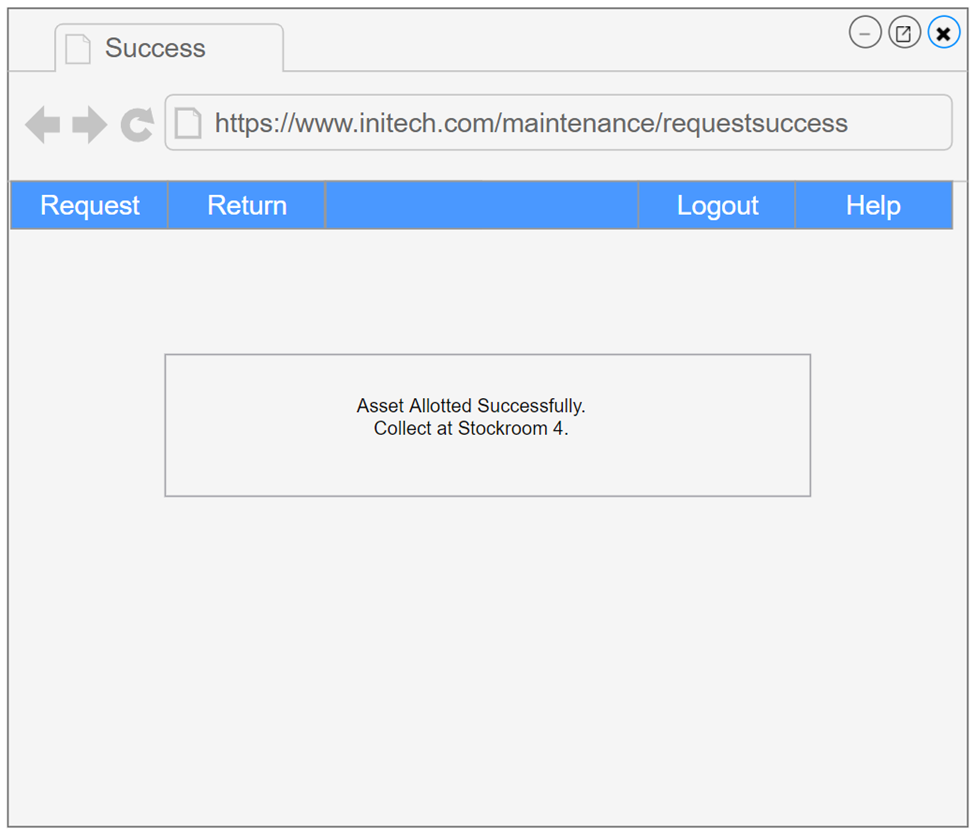 Success
https://www.initech.com/maintenance/requestsuccess
Request Return Logout Help
Asset Allotted Successfully.
Collect at Stockroom 4.